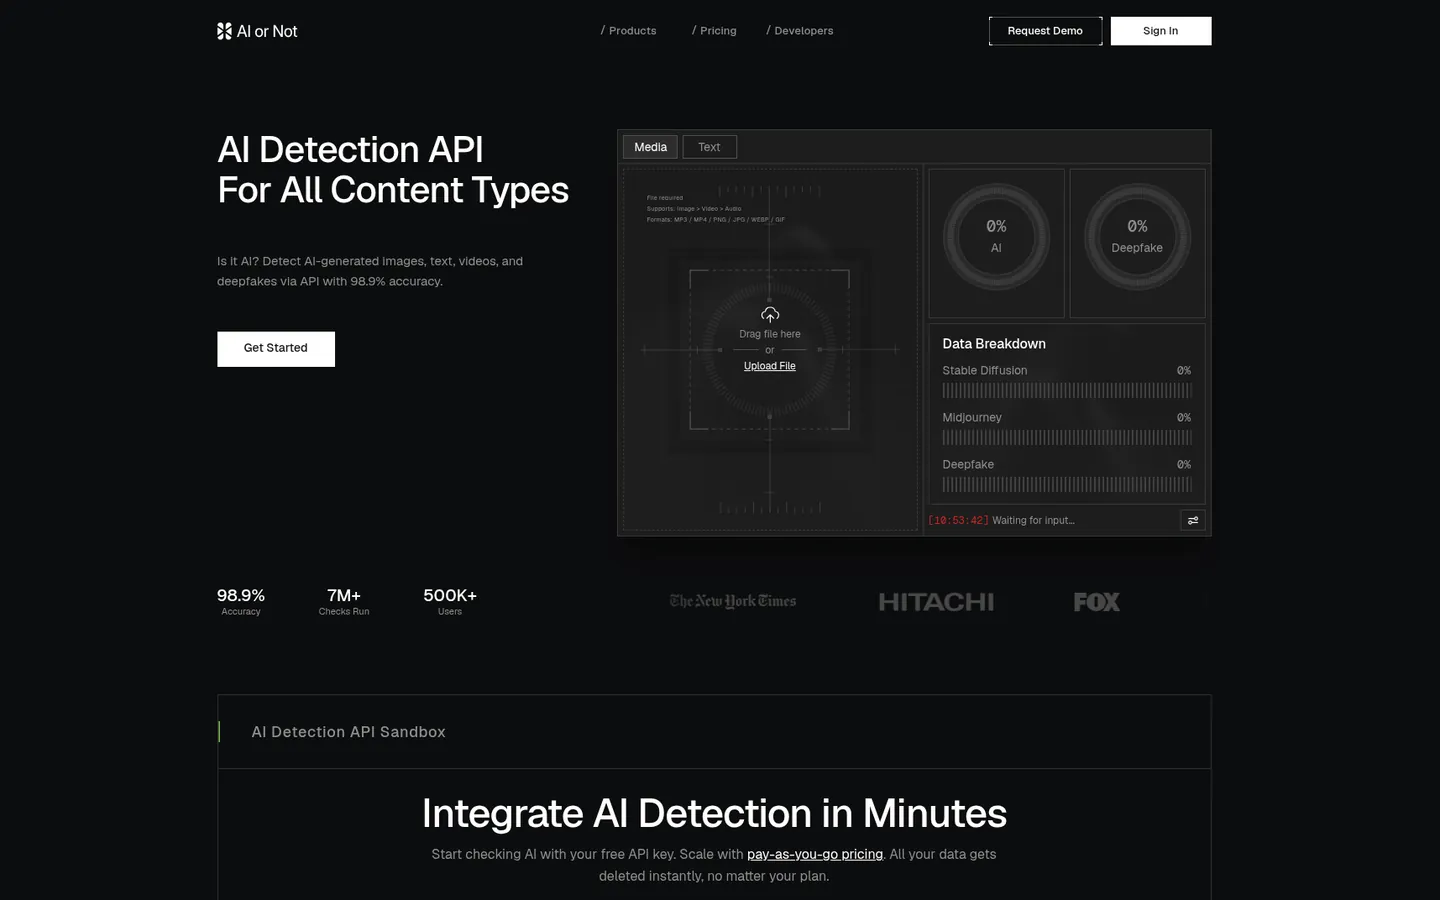 AI or Not
/ Products
/ Pricing
/ Developers
Request Demo
Sign In
AI Detection API
For All Content Types
Is it AI? Detect AI-generated images, text, videos, and
deepfakes via API with 98.9% accuracy.
Get Started
Media
Text
File required
Supports: Image > Video > Audio
Formats: MP3 / MP4 / PNG / JPG / WEBP / GIF
Drag file here
or
Upload File
0%
AI
0%
Deepfake
Data Breakdown
Stable Diffusion
0%
Midjourney
0%
Deepfake
0%
[10:53:42] Waiting for input...
98.9%
Accuracy
7M+
Checks Run
500K+
Users
The New York Times
HITACHI
FOX
AI Detection API Sandbox
Integrate AI Detection in Minutes
Start checking AI with your free API key. Scale with pay-as-you-go pricing. All your data gets
deleted instantly, no matter your plan.